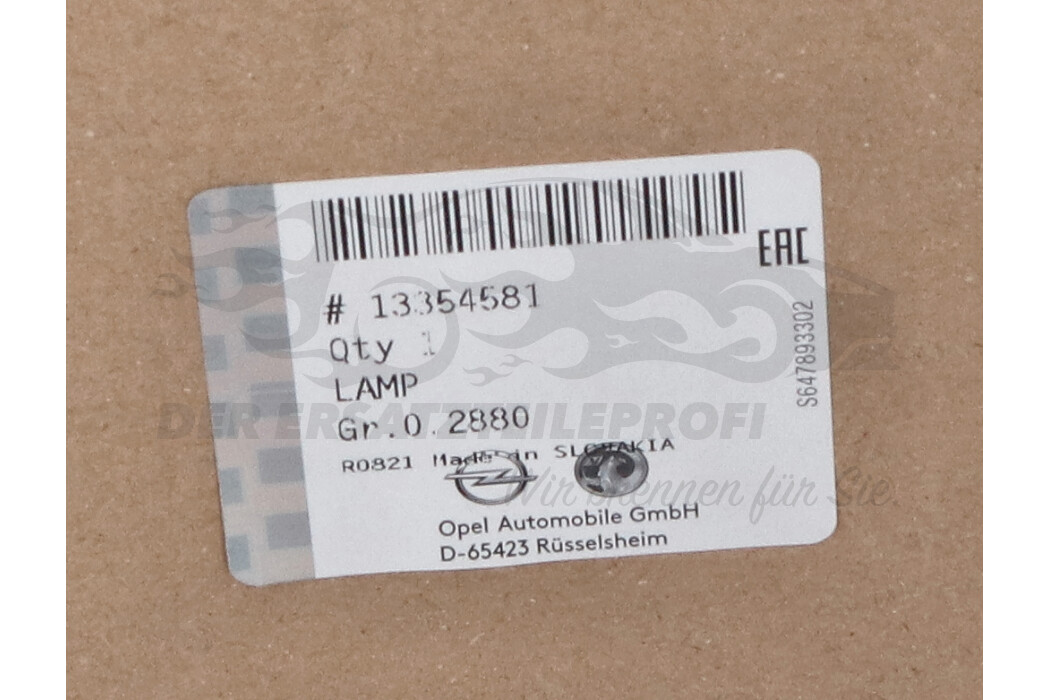 EAC
# 13354581
Qty 1
LAMP
Gr.0.2880
R0821 Made in SLOVAKIA
Opel Automobile GmbH
D-65423 Rüsselsheim
S647893302
DER ERSATZTEILEPROFI
Wir brennen für Sie